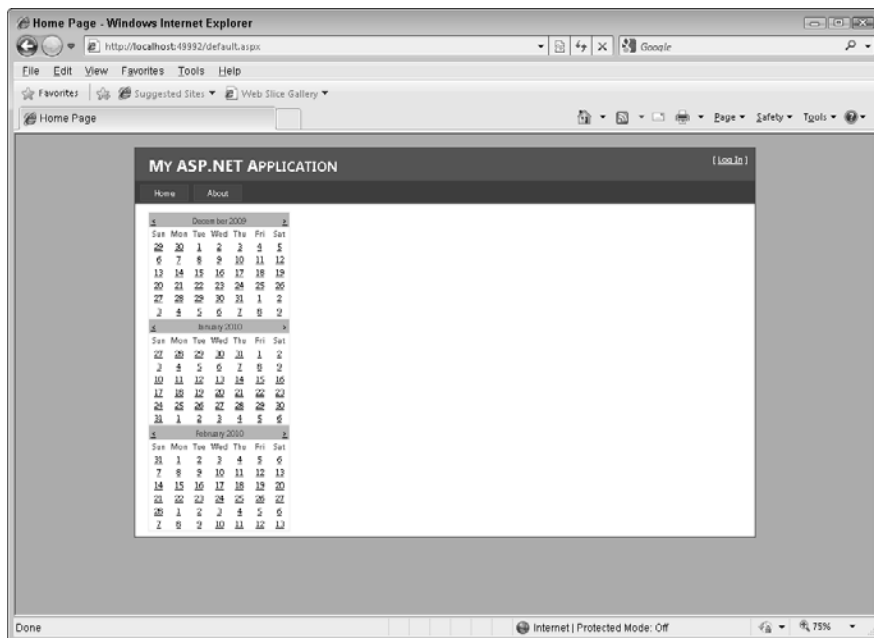 Home Page - Windows Internet Explorer
http://localhost:49992/default.aspx
Google
File Edit View Favorites Tools Help
Favorites Suggested Sites Web Slice Gallery
Home Page Page Safety Tools
MY ASP.NET APPLICATION [ Log In ]
Home About
< December 2009 >
Sun Mon Tue Wed Thu Fri Sat
29 30 1 2 3 4 5
6 7 8 9 10 11 12
13 14 15 16 17 18 19
20 21 22 23 24 25 26
27 28 29 30 31 1 2
3 4 5 6 7 8 9
< January 2010 >
Sun Mon Tue Wed Thu Fri Sat
27 28 29 30 31 1 2
3 4 5 6 7 8 9
10 11 12 13 14 15 16
17 18 19 20 21 22 23
24 25 26 27 28 29 30
31 1 2 3 4 5 6
< February 2010 >
Sun Mon Tue Wed Thu Fri Sat
31 1 2 3 4 5 6
7 8 9 10 11 12 13
14 15 16 17 18 19 20
21 22 23 24 25 26 27
28 1 2 3 4 5 6
7 8 9 10 11 12 13
Done Internet | Protected Mode: Off 75%